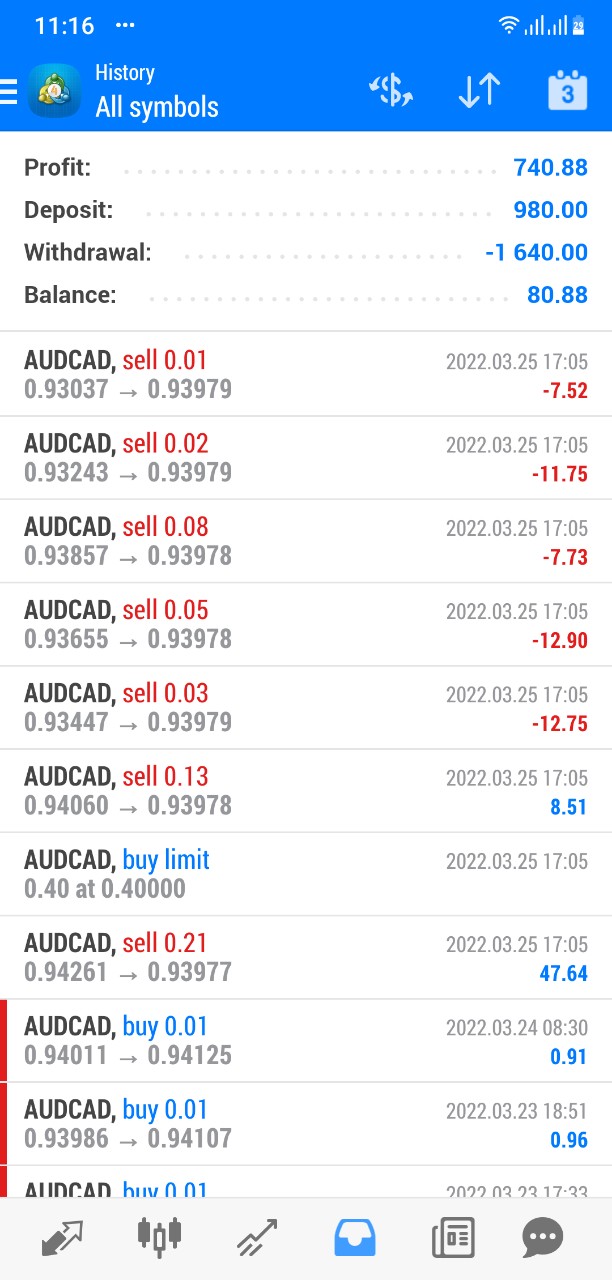 11:16 ...
29
History
All symbols
3
Profit: 740.88
Deposit: 980.00
Withdrawal: -1 640.00
Balance: 80.88
AUDCAD, sell 0.01 2022.03.25 17:05
0.93037 → 0.93979 -7.52
AUDCAD, sell 0.02 2022.03.25 17:05
0.93243 → 0.93979 -11.75
AUDCAD, sell 0.08 2022.03.25 17:05
0.93857 → 0.93978 -7.73
AUDCAD, sell 0.05 2022.03.25 17:05
0.93655 → 0.93978 -12.90
AUDCAD, sell 0.03 2022.03.25 17:05
0.93447 → 0.93979 -12.75
AUDCAD, sell 0.13 2022.03.25 17:05
0.94060 → 0.93978 8.51
AUDCAD, buy limit 2022.03.25 17:05
0.40 at 0.40000
AUDCAD, sell 0.21 2022.03.25 17:05
0.94261 → 0.93977 47.64
AUDCAD, buy 0.01 2022.03.24 08:30
0.94011 → 0.94125 0.91
AUDCAD, buy 0.01 2022.03.23 18:51
0.93986 → 0.94107 0.96
AUDCAD, buy 0.01 2022.03.23 17:33